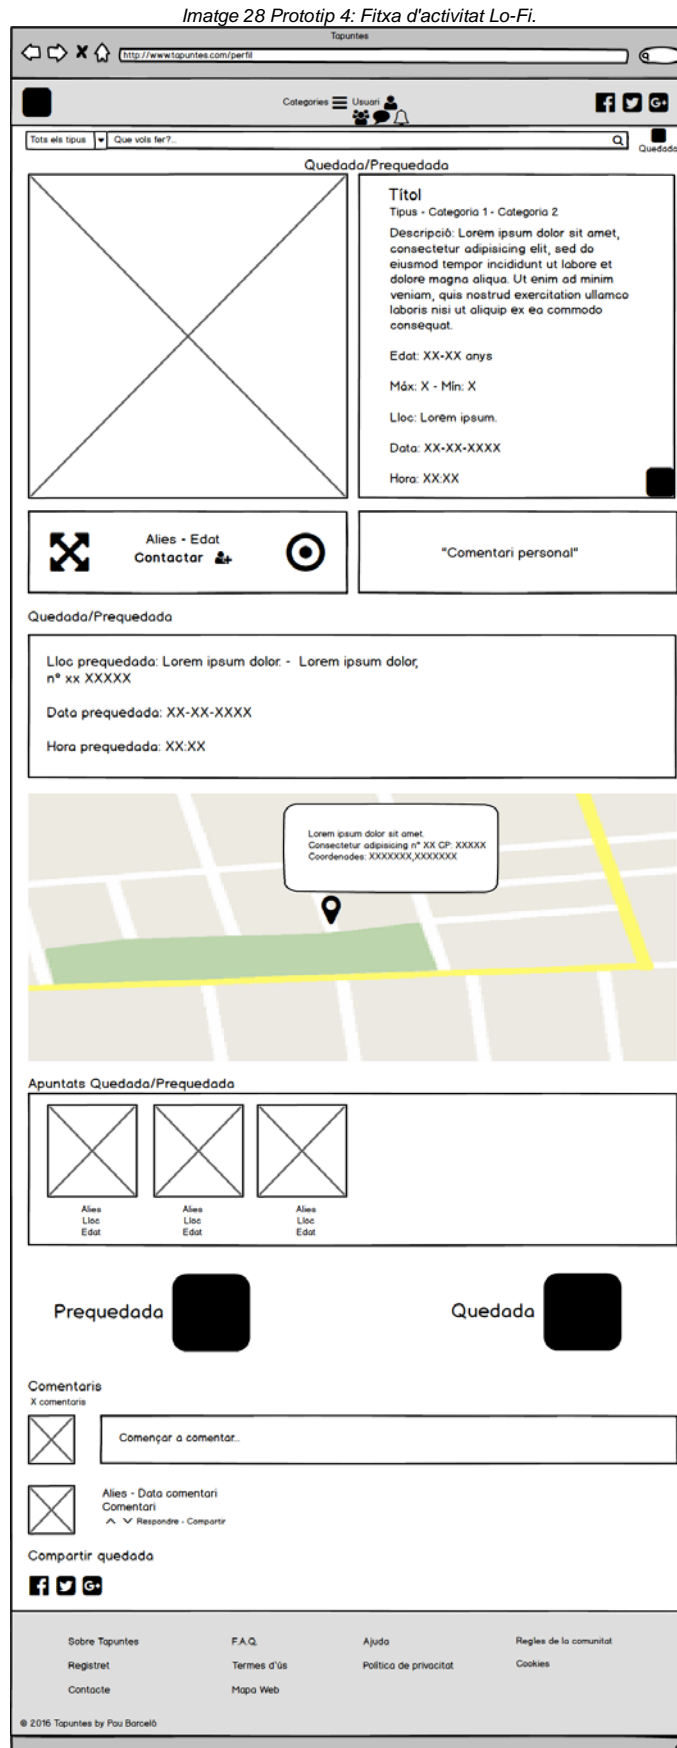 Imatge 28 Prototip 4: Fitxa d'activitat Lo-Fi.
Tapuntes
http://www.tapuntes.com/perfil
Categories Usuari
Tots els tipus Que vols fer?..
Quedada
Quedada/Prequedada
Títol
Tipus - Categoria 1 - Categoria 2
Descripció: Lorem ipsum dolor sit amet,
consectetur adipisicing elit, sed do
eiusmod tempor incididunt ut labore et
dolore magna aliqua. Ut enim ad minim
veniam, quis nostrud exercitation ullamco
laboris nisi ut aliquip ex ea commodo
consequat.
Edat: XX-XX anys
Máx: X - Mín: X
Lloc: Lorem ipsum.
Data: XX-XX-XXXX
Hora: XX:XX
Alies - Edat
Contactar
"Comentari personal"
Quedada/Prequedada
Lloc prequedada: Lorem ipsum dolor. - Lorem ipsum dolor,
nº xx XXXXX
Data prequedada: XX-XX-XXXX
Hora prequedada: XX:XX
Lorem ipsum dolor sit amet.
Consectetur adipisicing nº XX CP: XXXXX
Coordenades: XXXXXXX,XXXXXXX
Apuntats Quedada/Prequedada
Alies Alies Alies
Lloc Lloc Lloc
Edat Edat Edat
Prequedada Quedada
Comentaris
X comentaris
Començar a comentar..
Alies - Data comentari
Comentari
Respondre - Compartir
Compartir quedada
Sobre Tapuntes F.A.Q. Ajuda Regles de la comunitat
Registret Termes d'ús Política de privacitat Cookies
Contacte Mapa Web
© 2016 Tapuntes by Pau Barceló